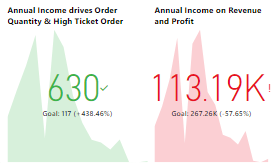 Annual Income drives Order
Quantity & High Ticket Order
630
Goal: 117 (+438.46%)
Annual Income on Revenue
and Profit
113.19K!
Goal: 267.26K (-57.65%)